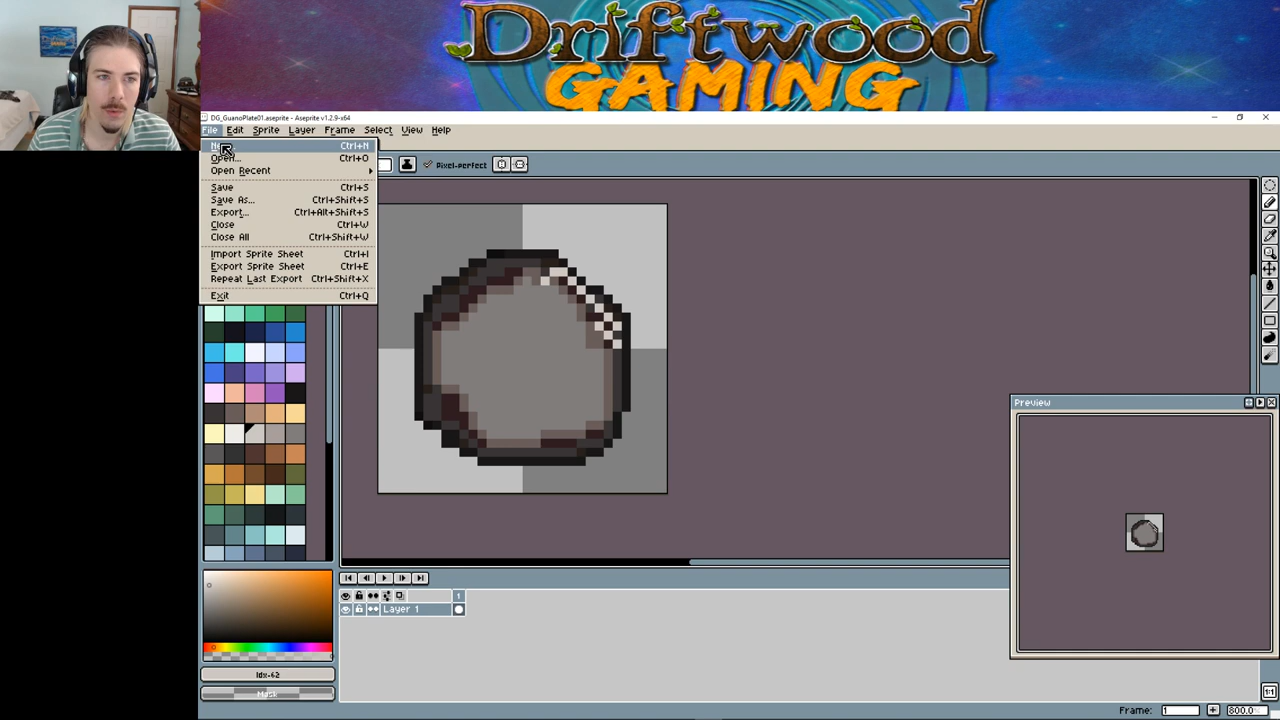 Driftwood
GAMING
DG_GuanoPlate01.aseprite - Aseprite v1.2.9-x64
File Edit Sprite Layer Frame Select View Help
Ctrl+N
Pixel-perfect
Open... Ctrl+O
Open Recent
Save Ctrl+S
Save As... Ctrl+Shift+S
Export... Ctrl+Alt+Shift+S
Close Ctrl+W
Close All Ctrl+Shift+W
Import Sprite Sheet Ctrl+I
Export Sprite Sheet Ctrl+E
Repeat Last Export Ctrl+Shift+X
Exit Ctrl+Q
Preview
1
Layer 1
Idx-62
Mask
1:1
Frame: 1 800.0